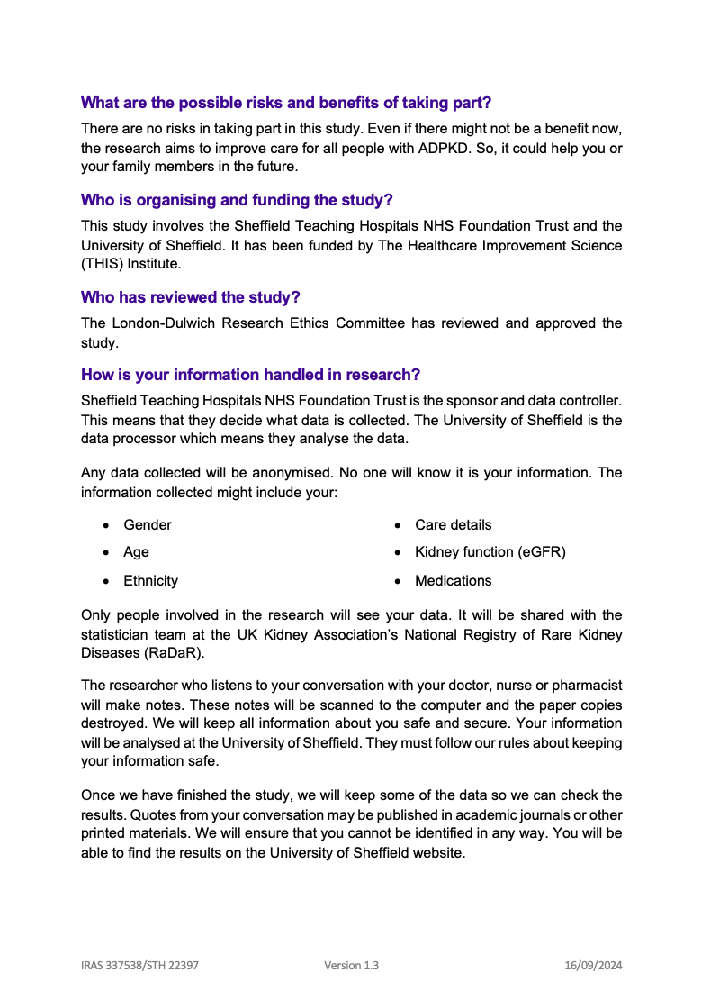 What are the possible risks and benefits of taking part?
There are no risks in taking part in this study. Even if there might not be a benefit now,
the research aims to improve care for all people with ADPKD. So, it could help you or
your family members in the future.
Who is organising and funding the study?
This study involves the Sheffield Teaching Hospitals NHS Foundation Trust and the
University of Sheffield. It has been funded by The Healthcare Improvement Science
(THIS) Institute.
Who has reviewed the study?
The London-Dulwich Research Ethics Committee has reviewed and approved the
study.
How is your information handled in research?
Sheffield Teaching Hospitals NHS Foundation Trust is the sponsor and data controller.
This means that they decide what data is collected. The University of Sheffield is the
data processor which means they analyse the data.
Any data collected will be anonymised. No one will know it is your information. The
information collected might include your:
• Gender
• Age
• Ethnicity
• Care details
• Kidney function (eGFR)
• Medications
Only people involved in the research will see your data. It will be shared with the
statistician team at the UK Kidney Association’s National Registry of Rare Kidney
Diseases (RaDaR).
The researcher who listens to your conversation with your doctor, nurse or pharmacist
will make notes. These notes will be scanned to the computer and the paper copies
destroyed. We will keep all information about you safe and secure. Your information
will be analysed at the University of Sheffield. They must follow our rules about keeping
your information safe.
Once we have finished the study, we will keep some of the data so we can check the
results. Quotes from your conversation may be published in academic journals or other
printed materials. We will ensure that you cannot be identified in any way. You will be
able to find the results on the University of Sheffield website.
IRAS 337538/STH 22397
Version 1.3
16/09/2024